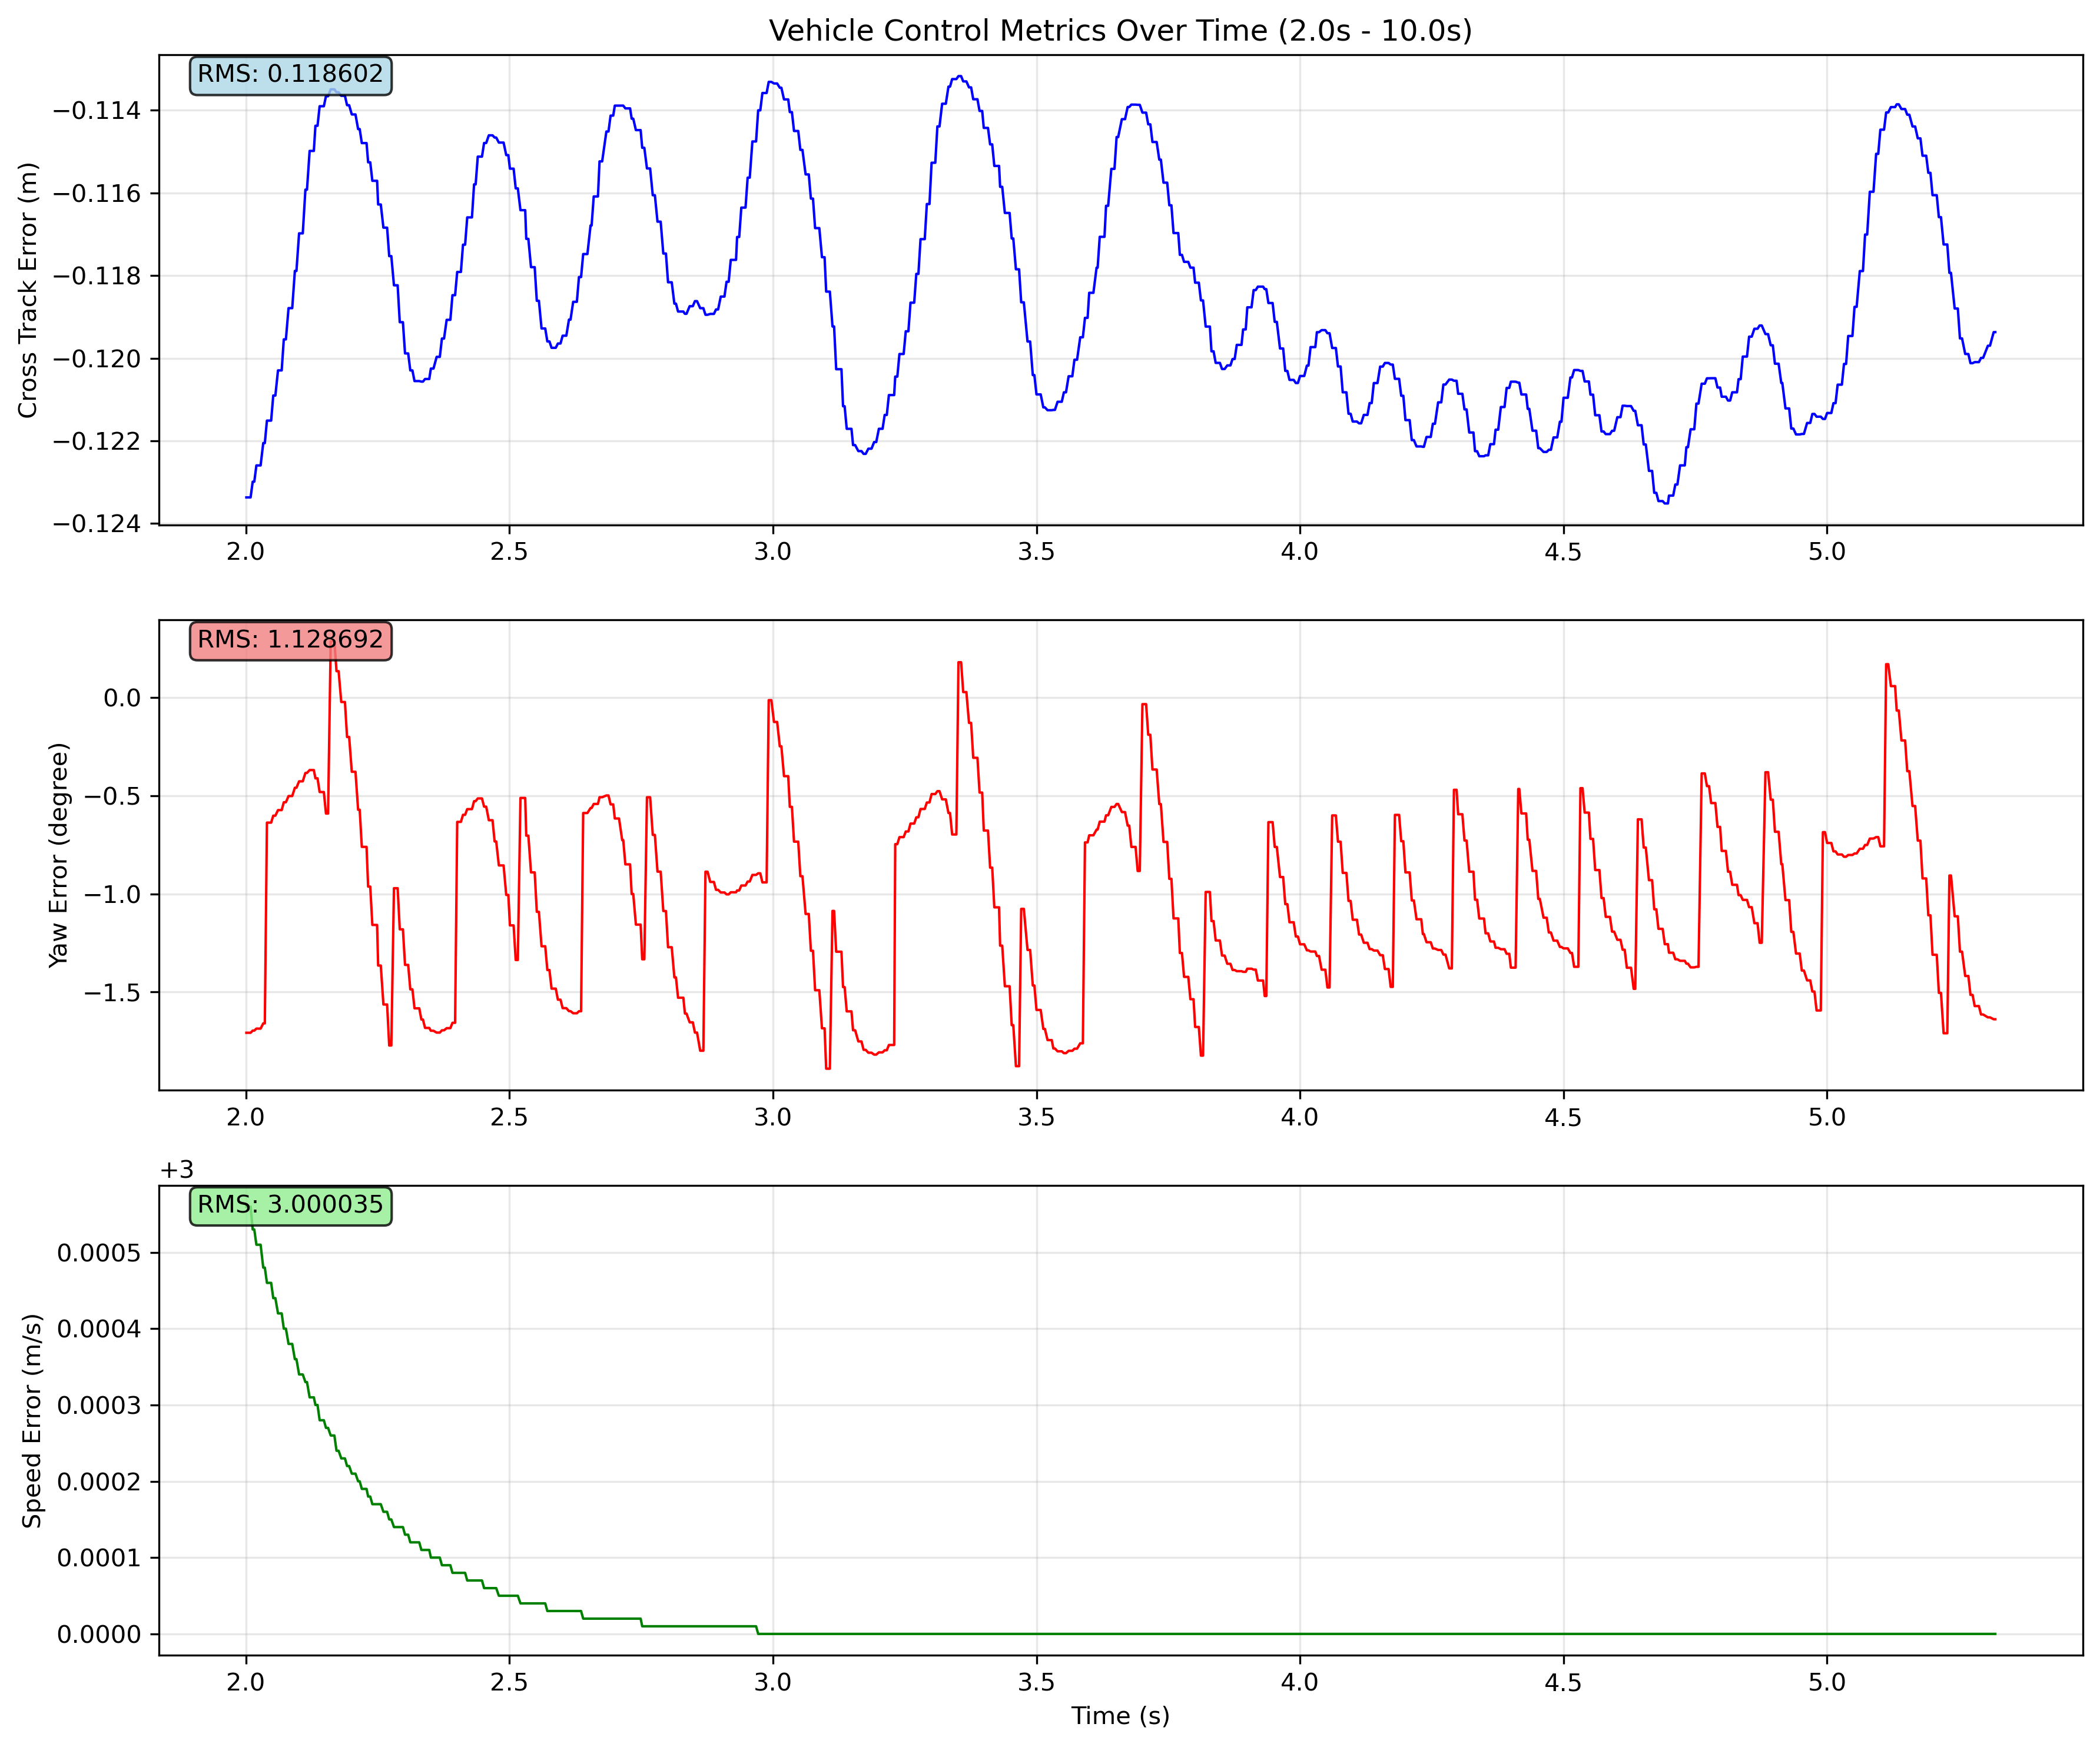 Vehicle Control Metrics Over Time (2.0s - 10.0s)
RMS: 0.118602
Cross Track Error (m)
−0.114
−0.116
−0.118
−0.120
−0.122
−0.124
2.0 2.5 3.0 3.5 4.0 4.5 5.0
RMS: 1.128692
Yaw Error (degree)
0.0
−0.5
−1.0
−1.5
2.0 2.5 3.0 3.5 4.0 4.5 5.0
+3
RMS: 3.000035
Speed Error (m/s)
0.0005
0.0004
0.0003
0.0002
0.0001
0.0000
2.0 2.5 3.0 3.5 4.0 4.5 5.0
Time (s)